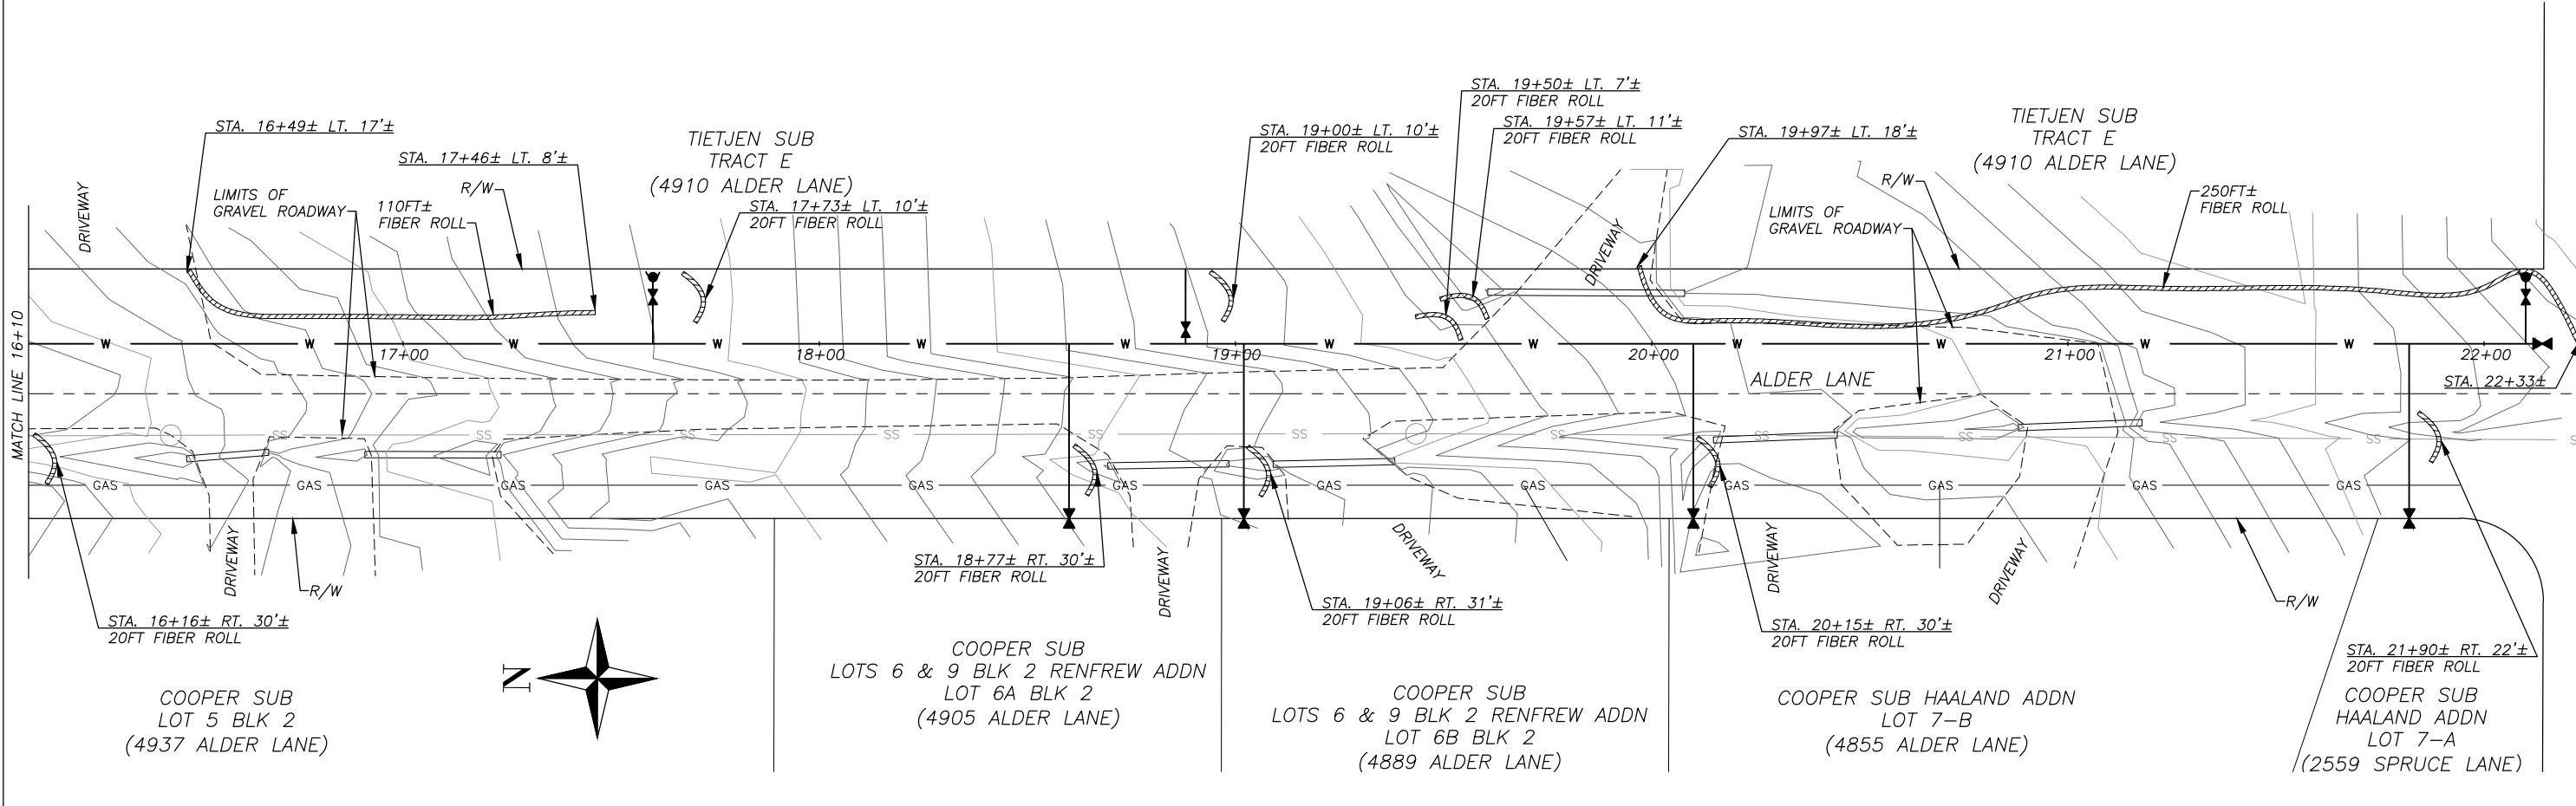 STA. 19+50± LT. 7'±
20FT FIBER ROLL
STA. 19+57± LT. 11'±
20FT FIBER ROLL
STA. 16+49± LT. 17'±
STA. 17+46± LT. 8'±
TIETJEN SUB
TRACT E
(4910 ALDER LANE)
STA. 19+00± LT. 10'±
20FT FIBER ROLL
STA. 19+97± LT. 18'±
TIETJEN SUB
TRACT E
(4910 ALDER LANE)
DRIVEWAY
LIMITS OF
GRAVEL ROADWAY
110FT±
FIBER ROLL
R/W
STA. 17+73± LT. 10'±
20FT FIBER ROLL
DRIVEWAY
LIMITS OF
GRAVEL ROADWAY
R/W
250FT±
FIBER ROLL
MATCH LINE 16+10
W W W W W W W W W W W W
17+00
18+00
19+00
20+00
21+00
22+00
ALDER LANE
STA. 22+33±
SS SS SS SS SS SS SS SS SS SS SS SS
GAS GAS GAS GAS GAS GAS GAS GAS GAS GAS GAS GAS
DRIVEWAY
R/W
STA. 16+16± RT. 30'±
20FT FIBER ROLL
STA. 18+77± RT. 30'±
20FT FIBER ROLL
DRIVEWAY
DRIVEWAY
STA. 19+06± RT. 31'±
20FT FIBER ROLL
DRIVEWAY
STA. 20+15± RT. 30'±
20FT FIBER ROLL
DRIVEWAY
R/W
STA. 21+90± RT. 22'±
20FT FIBER ROLL
N
COOPER SUB
LOT 5 BLK 2
(4937 ALDER LANE)
COOPER SUB
LOTS 6 & 9 BLK 2 RENFREW ADDN
LOT 6A BLK 2
(4905 ALDER LANE)
COOPER SUB
LOTS 6 & 9 BLK 2 RENFREW ADDN
LOT 6B BLK 2
(4889 ALDER LANE)
COOPER SUB HAALAND ADDN
LOT 7-B
(4855 ALDER LANE)
COOPER SUB
HAALAND ADDN
LOT 7-A
(2559 SPRUCE LANE)